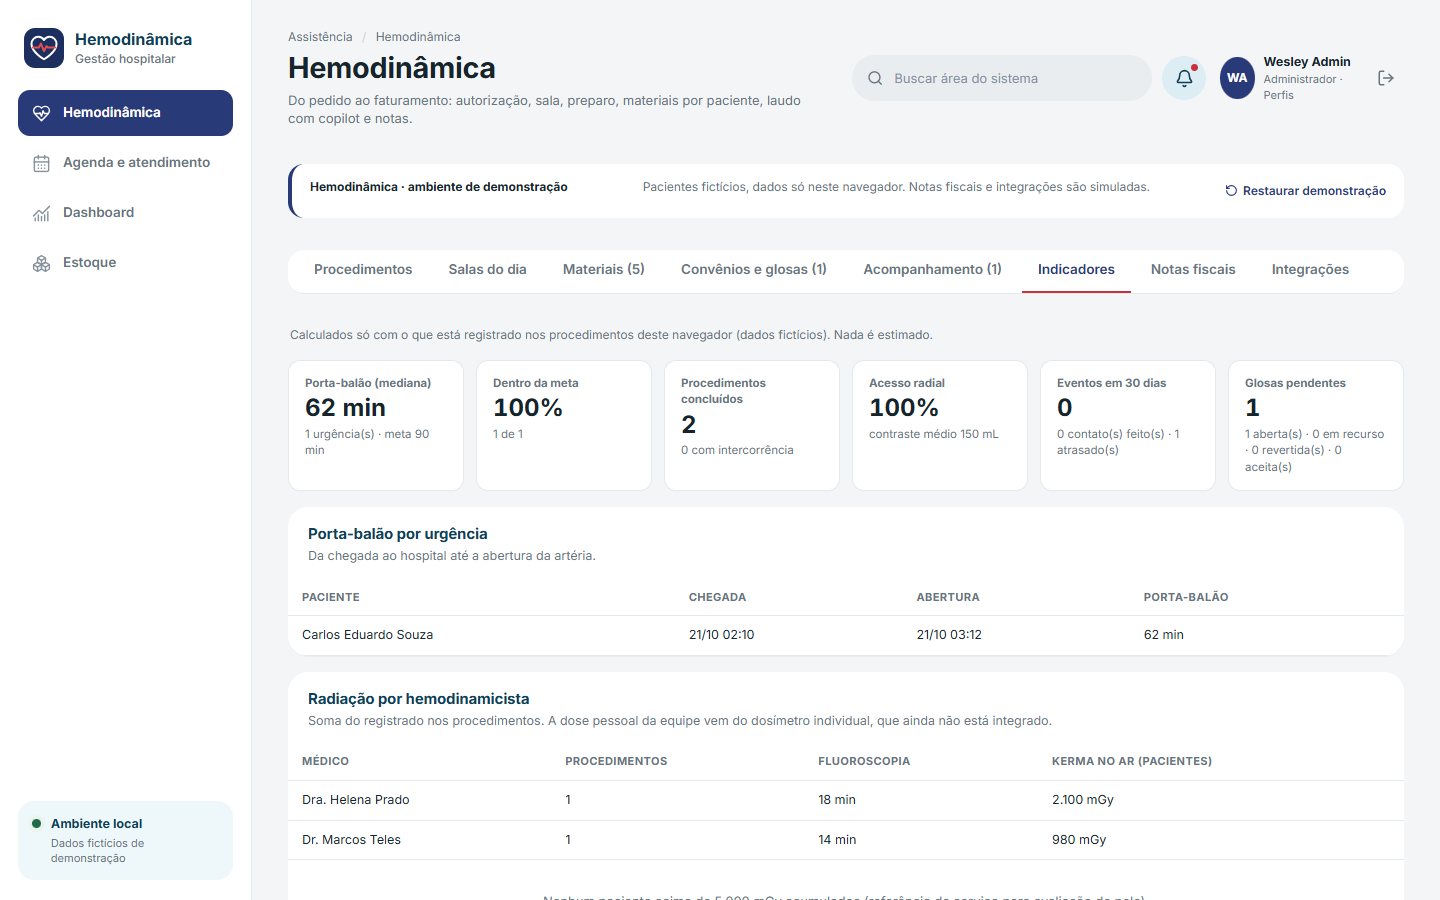 Hemodinâmica
Gestão hospitalar
Hemodinâmica
Agenda e atendimento
Dashboard
Estoque
Ambiente local
Dados fictícios de
demonstração
Assistência / Hemodinâmica
Hemodinâmica
Do pedido ao faturamento: autorização, sala, preparo, materiais por paciente, laudo
com copilot e notas.
Buscar área do sistema
WA
Wesley Admin
Administrador ·
Perfis
Hemodinâmica · ambiente de demonstração
Pacientes fictícios, dados só neste navegador. Notas fiscais e integrações são simuladas.
Restaurar demonstração
Procedimentos Salas do dia Materiais (5) Convênios e glosas (1) Acompanhamento (1) Indicadores Notas fiscais Integrações
Calculados só com o que está registrado nos procedimentos deste navegador (dados fictícios). Nada é estimado.
Porta-balão (mediana)
62 min
1 urgência(s) · meta 90
min
Dentro da meta
100%
1 de 1
Procedimentos
concluídos
2
0 com intercorrência
Acesso radial
100%
contraste médio 150 mL
Eventos em 30 dias
0
0 contato(s) feito(s) · 1
atrasado(s)
Glosas pendentes
1
1 aberta(s) · 0 em recurso
· 0 revertida(s) · 0
aceita(s)
Porta-balão por urgência
Da chegada ao hospital até a abertura da artéria.
PACIENTE CHEGADA ABERTURA PORTA-BALÃO
Carlos Eduardo Souza 21/10 02:10 21/10 03:12 62 min
Radiação por hemodinamicista
Soma do registrado nos procedimentos. A dose pessoal da equipe vem do dosímetro individual, que ainda não está integrado.
MÉDICO PROCEDIMENTOS FLUOROSCOPIA KERMA NO AR (PACIENTES)
Dra. Helena Prado 1 18 min 2.100 mGy
Dr. Marcos Teles 1 14 min 980 mGy